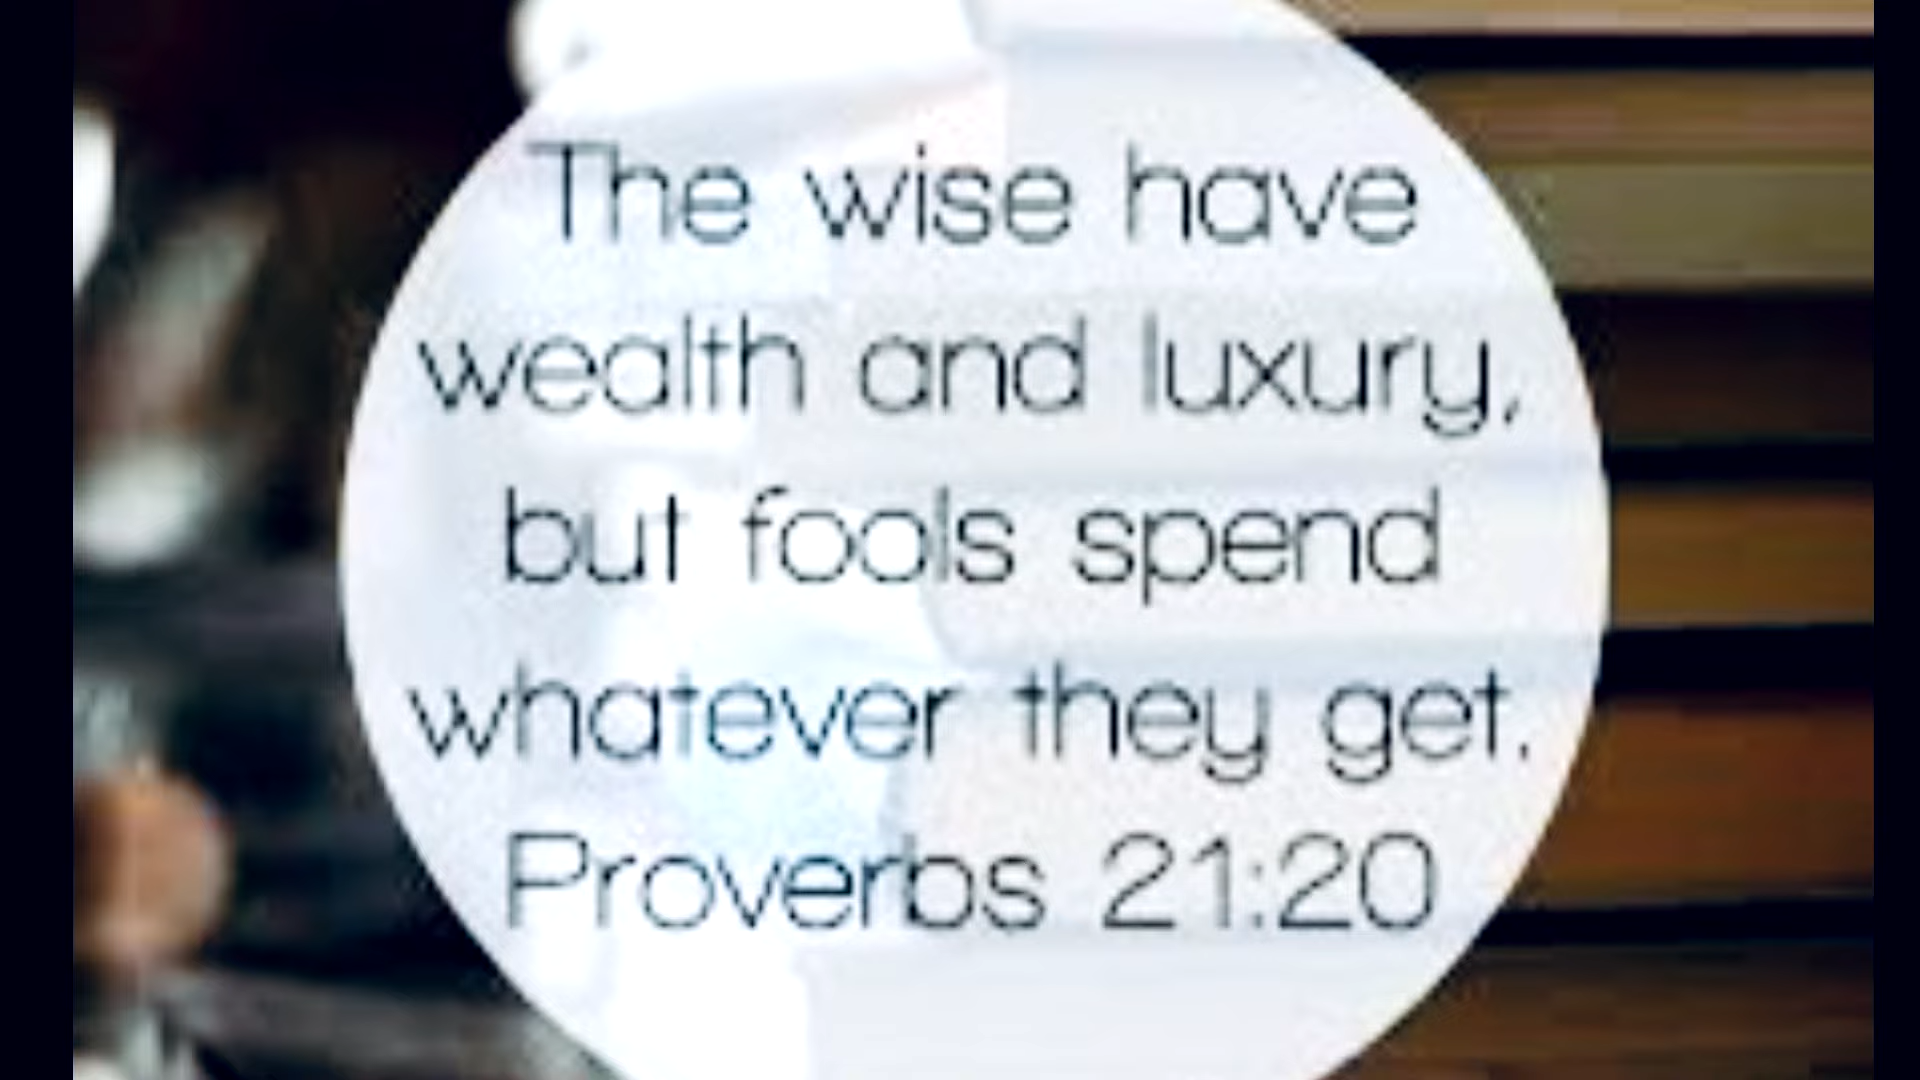 The wise have
wealth and luxury,
but fools spend
whatever they get.
Proverbs 21:20